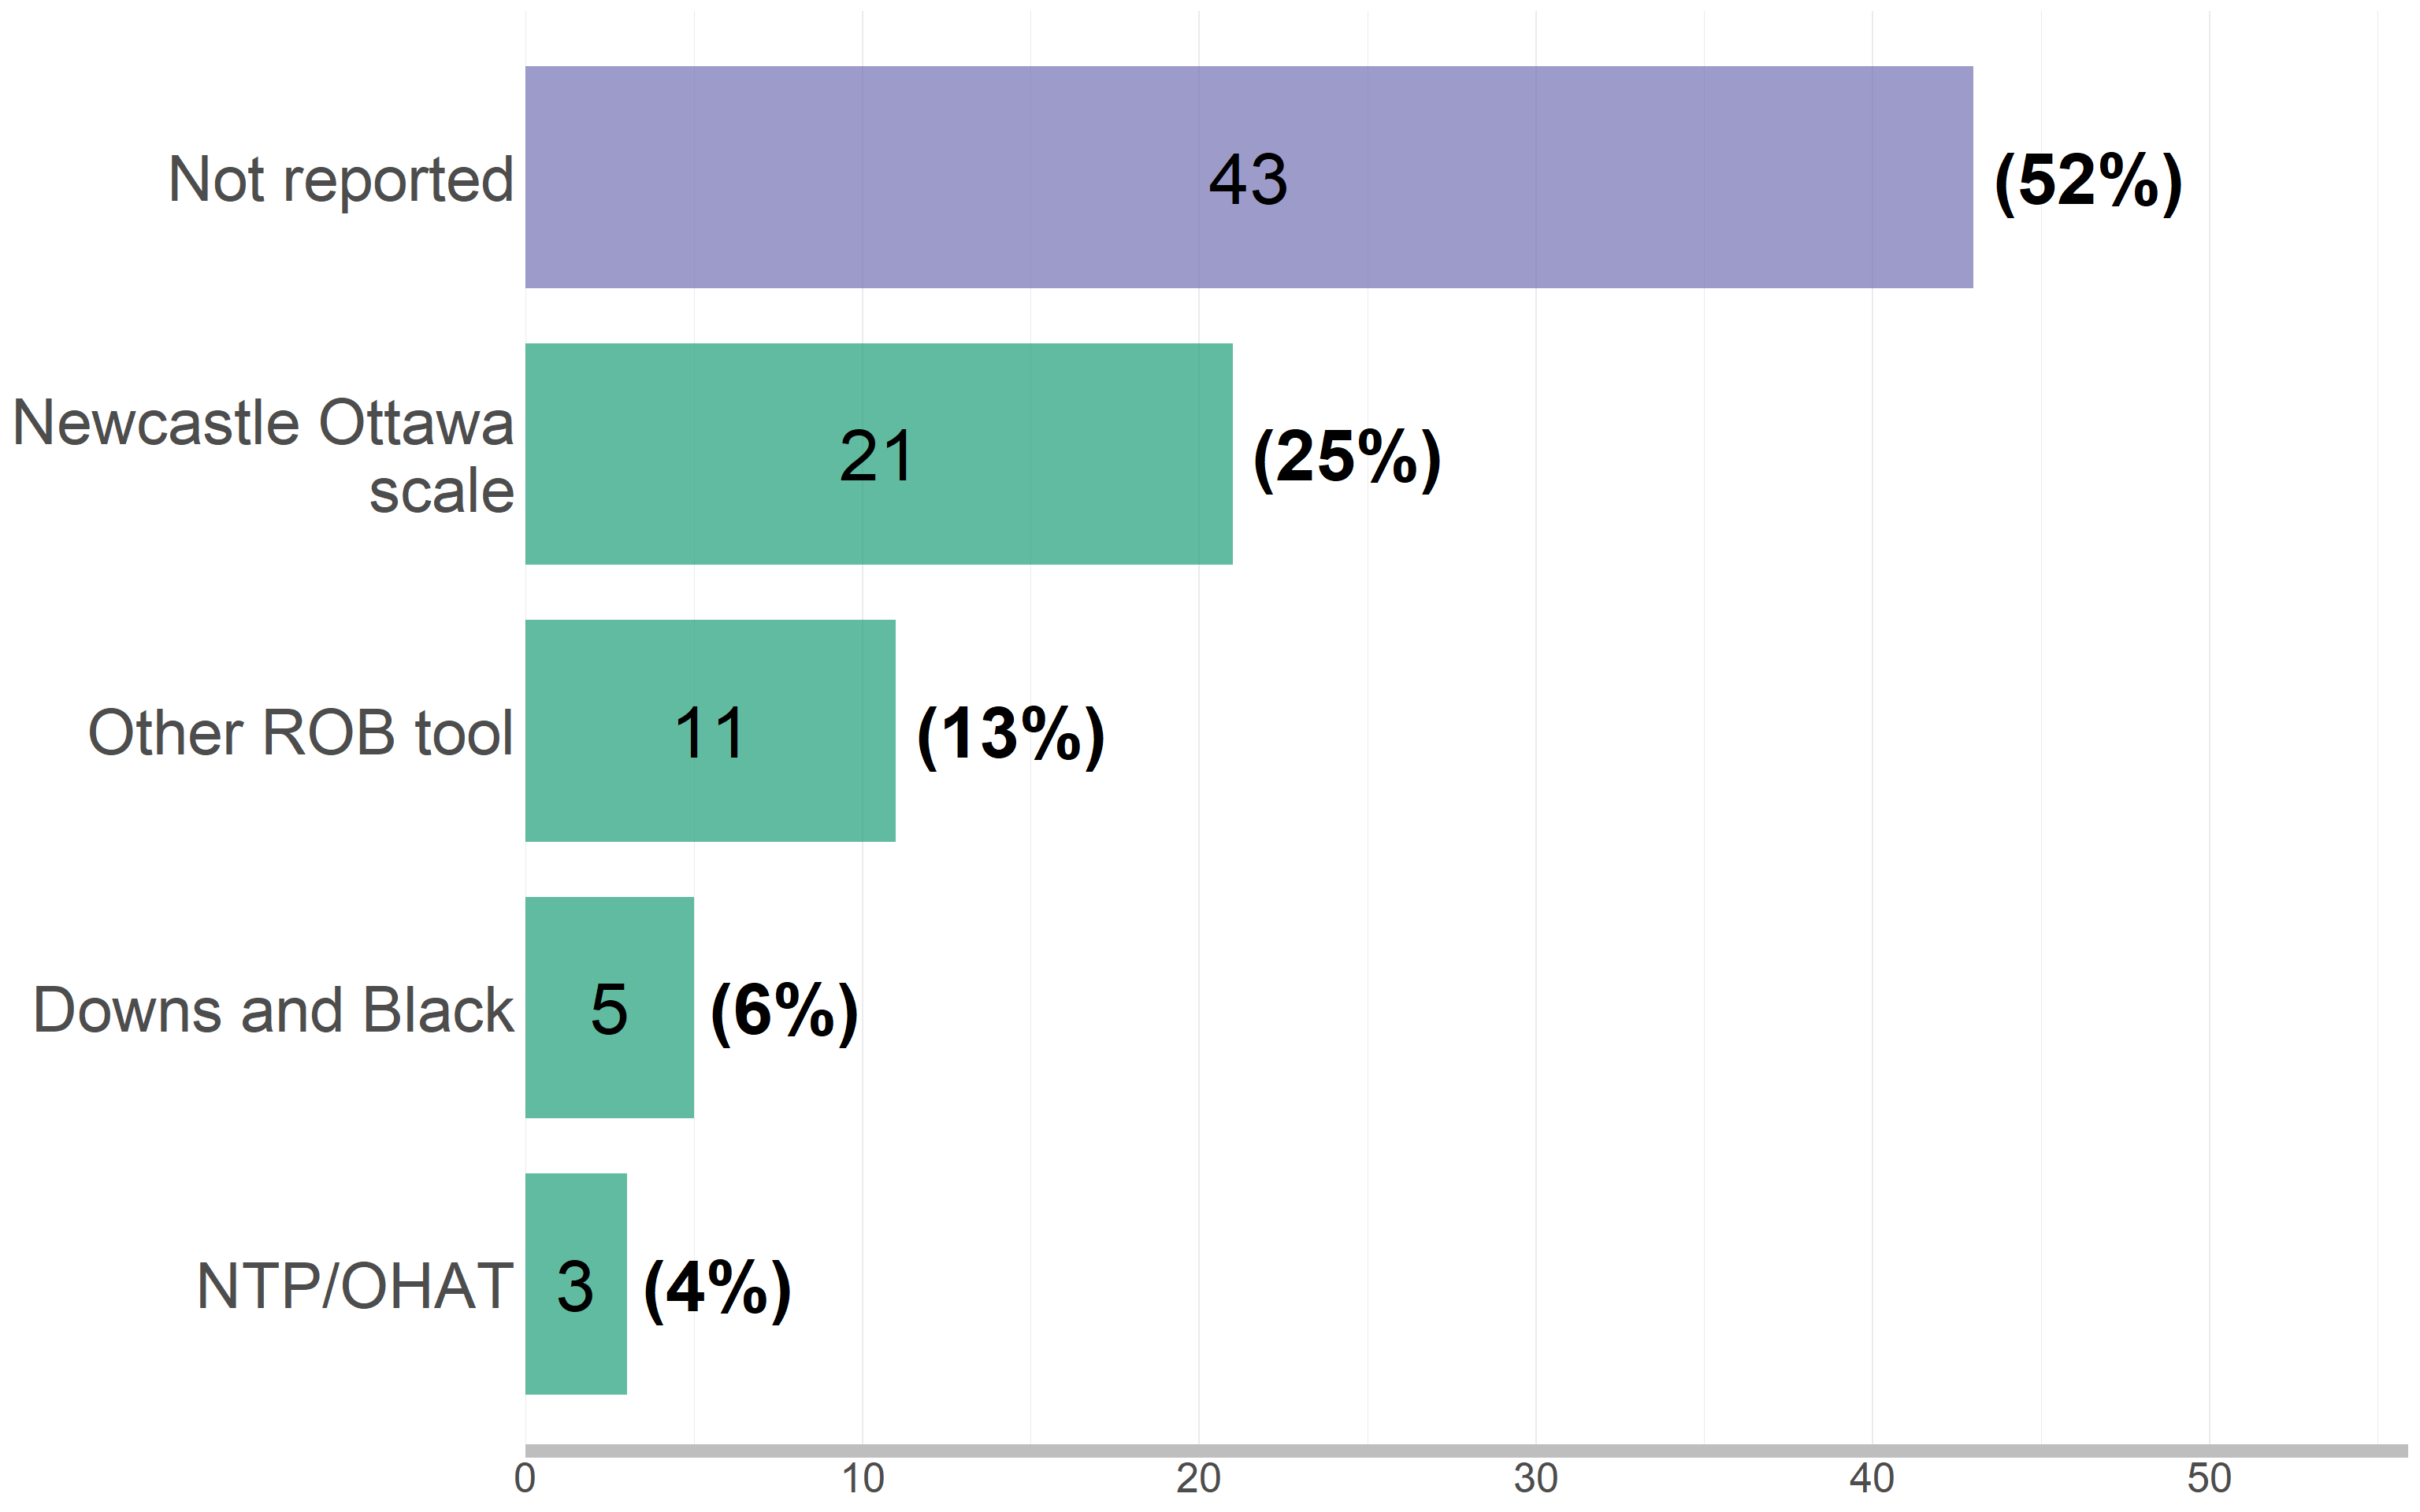 Not reported
43
(52%)
Newcastle Ottawa
scale
21
(25%)
Other ROB tool
11
(13%)
Downs and Black
5
(6%)
NTP/OHAT
3
(4%)
0
10
20
30
40
50